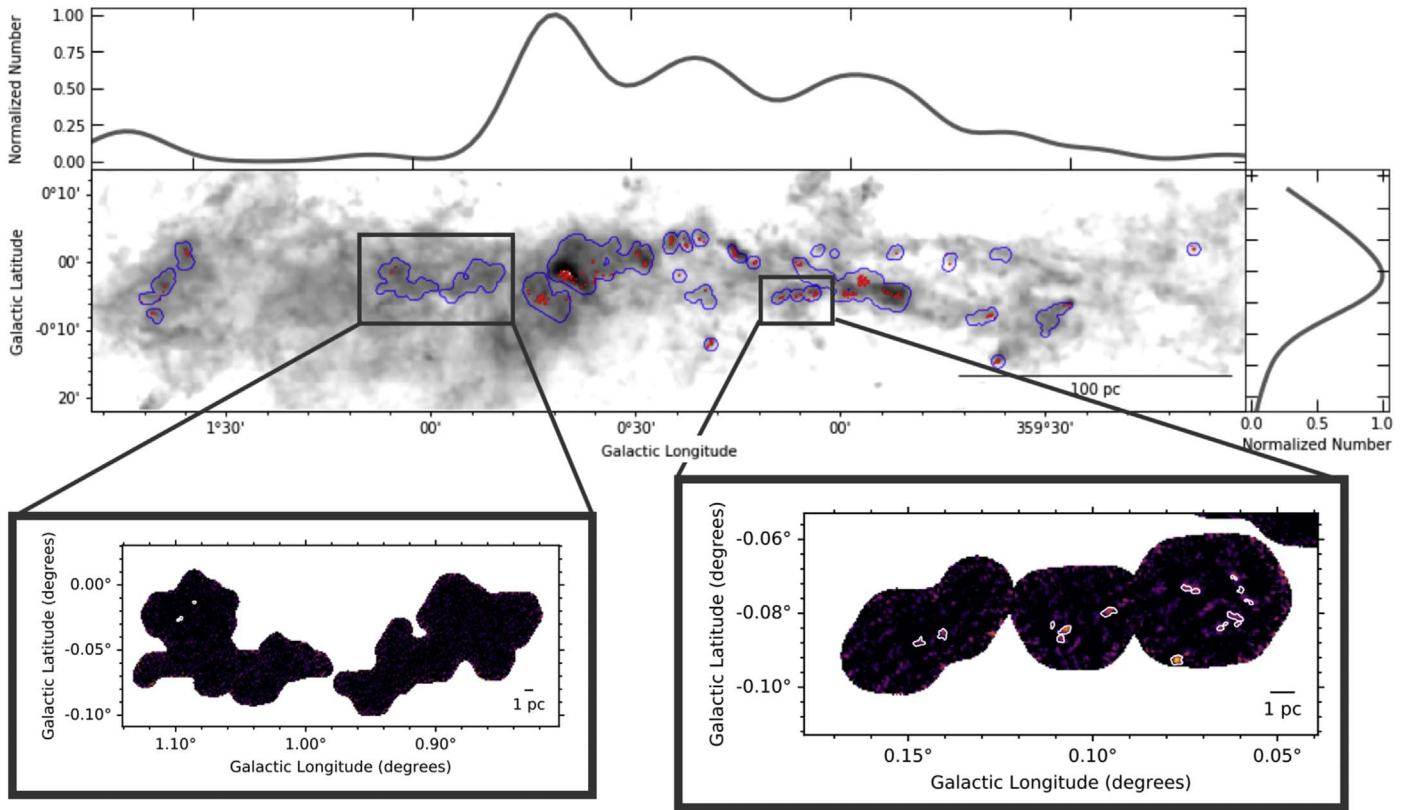 Normalized Number
1.00
0.75
0.50
0.25
0.00
Galactic Latitude
0°10'
00'
-0°10'
20'
100 pc
1°30' 00' 0°30' 00' 359°30'
Galactic Longitude
0.0 0.5 1.0
Normalized Number
Galactic Latitude (degrees)
0.00°
-0.05°
-0.10°
1 pc
1.10° 1.00° 0.90°
Galactic Longitude (degrees)
Galactic Latitude (degrees)
-0.06°
-0.08°
-0.10°
1 pc
0.15° 0.10° 0.05°
Galactic Longitude (degrees)